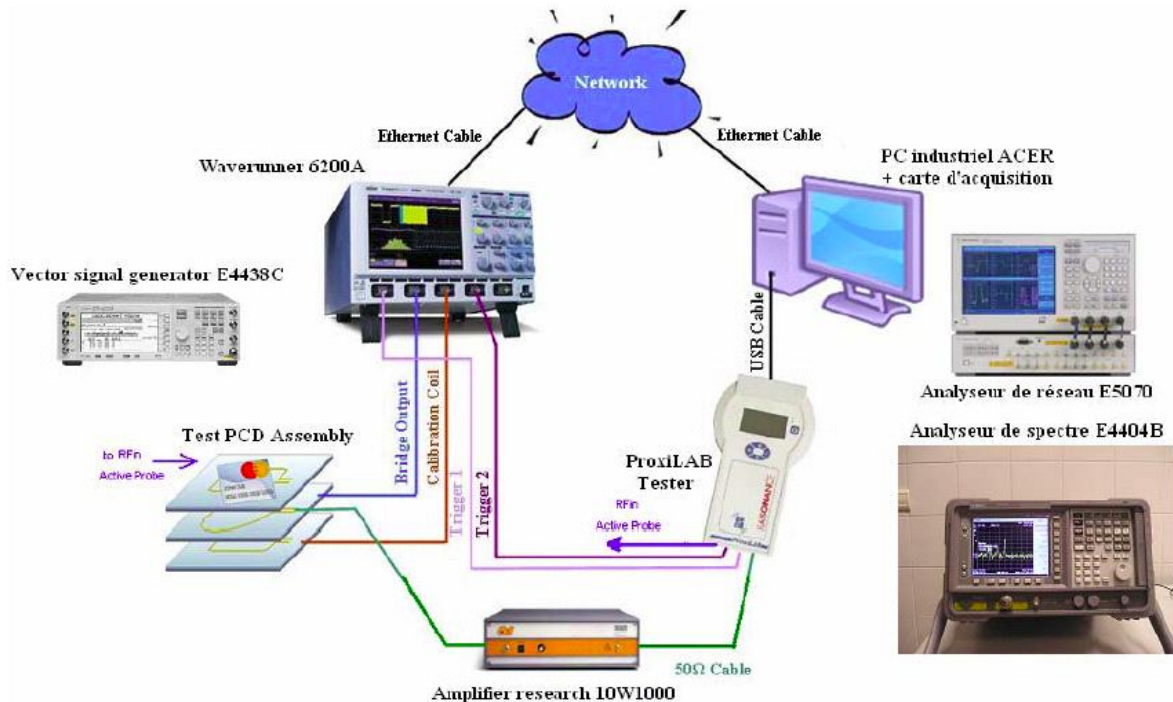 Network
Ethernet Cable
Ethernet Cable
Waverunner 6200A
PC industriel ACER
+ carte d'acquisition
Vector signal generator E4438C
USB Cable
Bridge Output
Calibration Coil
Trigger 1
Trigger 2
Analyseur de réseau E5070
Test PCD Assembly
Analyseur de spectre E4404B
to RFin
Active Probe
ProxiLAB
Tester
RFin
Active Probe
RAISONANCE
50Ω Cable
Amplifier research 10W1000